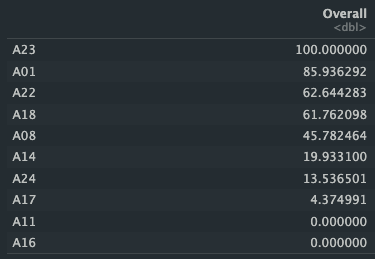 Overall
<dbl>
A23 100.000000
A01 85.936292
A22 62.644283
A18 61.762098
A08 45.782464
A14 19.933100
A24 13.536501
A17 4.374991
A11 0.000000
A16 0.000000